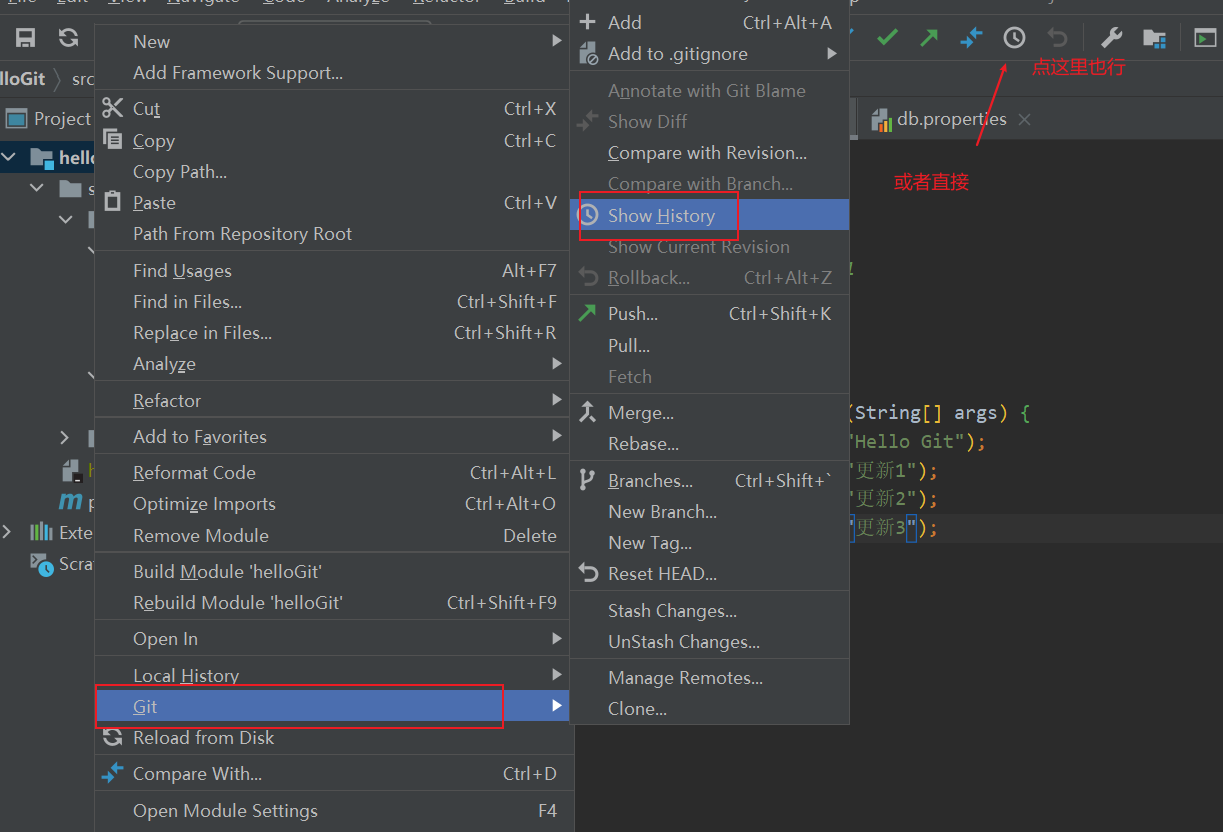 File Edit View Navigate Code Analyze Refactor Build
lloGit
src
Project
New
Add Framework Support...
Cut Ctrl+X
Copy Ctrl+C
Copy Path...
Paste Ctrl+V
Path From Repository Root
Find Usages Alt+F7
Find in Files... Ctrl+Shift+F
Replace in Files... Ctrl+Shift+R
Analyze
Refactor
Add to Favorites
Reformat Code Ctrl+Alt+L
Optimize Imports Ctrl+Alt+O
Remove Module Delete
Build Module 'helloGit'
Rebuild Module 'helloGit' Ctrl+Shift+F9
Open In
Local History
Git
Reload from Disk
Compare With... Ctrl+D
Open Module Settings F4
Add Ctrl+Alt+A
Add to .gitignore
Annotate with Git Blame
Show Diff
Compare with Revision...
Compare with Branch...
Show History
Show Current Revision
Rollback... Ctrl+Alt+Z
Push... Ctrl+Shift+K
Pull...
Fetch
Merge...
Rebase...
Branches... Ctrl+Shift+`
New Branch...
New Tag...
Reset HEAD...
Stash Changes...
UnStash Changes...
Manage Remotes...
Clone...
点这里也行
db.properties
或者直接
(String[] args) {
"Hello Git");
"更新1");
"更新2");
"更新3");
hello
s
h
m p
Exte
Scra